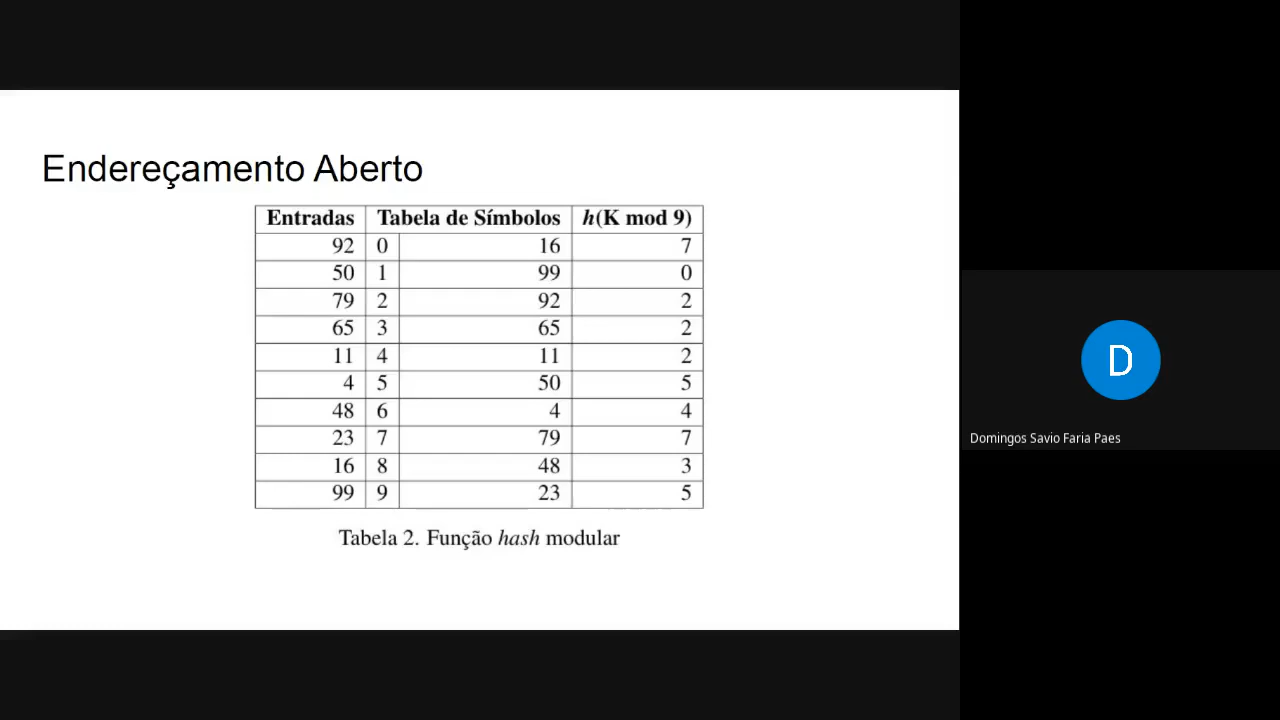 Endereçamento Aberto
Entradas Tabela de Símbolos h(K mod 9)
92 0 16 7
50 1 99 0
79 2 92 2
65 3 65 2
11 4 11 2
4 5 50 5
48 6 4 4
23 7 79 7
16 8 48 3
99 9 23 5
Tabela 2. Função hash modular
D
Domingos Savio Faria Paes